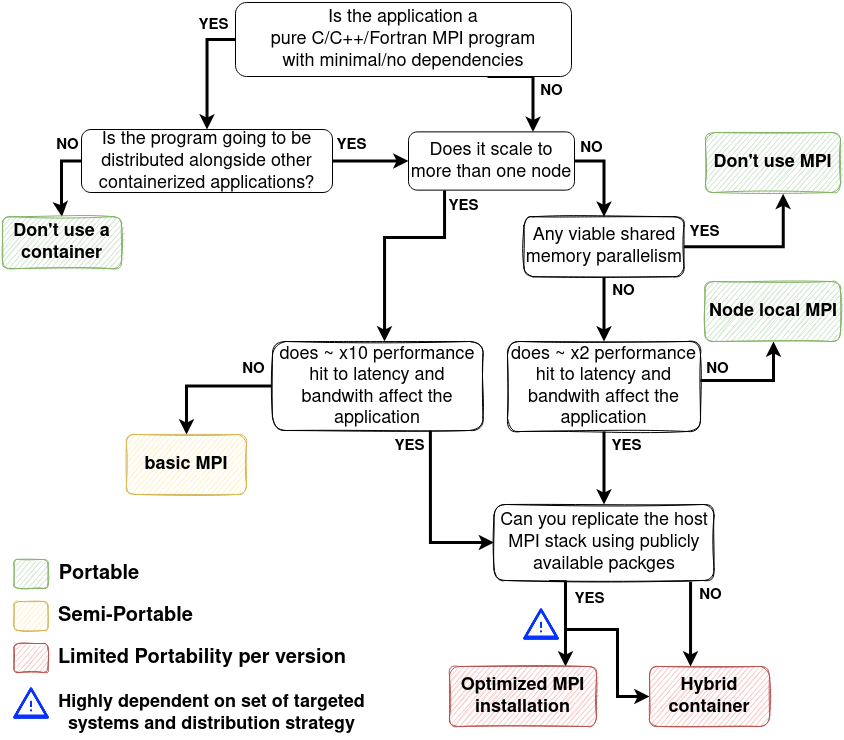 Is the application a
pure C/C++/Fortran MPI program
with minimal/no dependencies
YES
NO
Is the program going to be
distributed alongside other
containerized applications?
NO
YES
Does it scale to
more than one node
NO
YES
Don't use MPI
Don't use a
container
Any viable shared
memory parallelism
YES
NO
Node local MPI
does ~ x10 performance
hit to latency and
bandwith affect the
application
NO
YES
does ~ x2 performance
hit to latency and
bandwith affect the
application
NO
YES
basic MPI
Can you replicate the host
MPI stack using publicly
available packges
YES
NO
Optimized MPI
installation
Hybrid
container
Portable
Semi-Portable
Limited Portability per version
Highly dependent on set of targeted
systems and distribution strategy